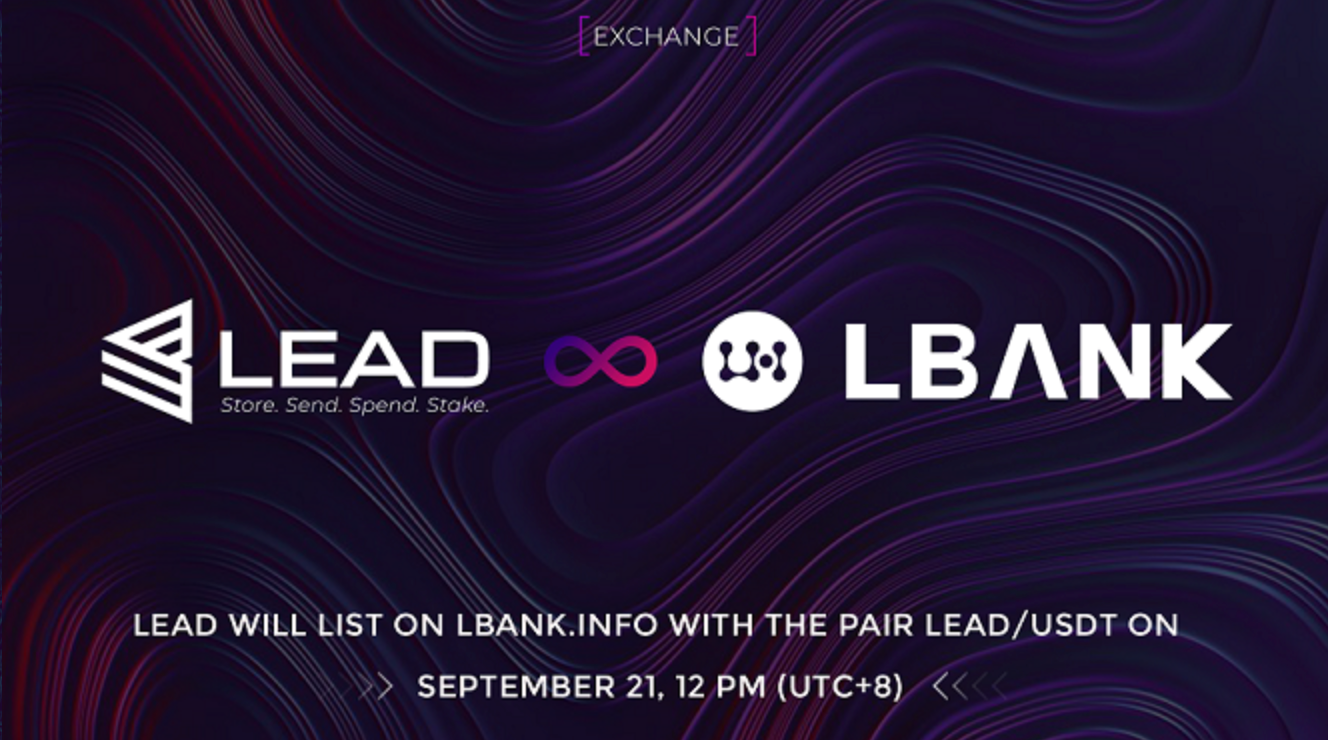 [EXCHANGE]
LEAD
Store. Send. Spend. Stake.
LBANK
LEAD WILL LIST ON LBANK.INFO WITH THE PAIR LEAD/USDT ON
SEPTEMBER 21, 12 PM (UTC+8)